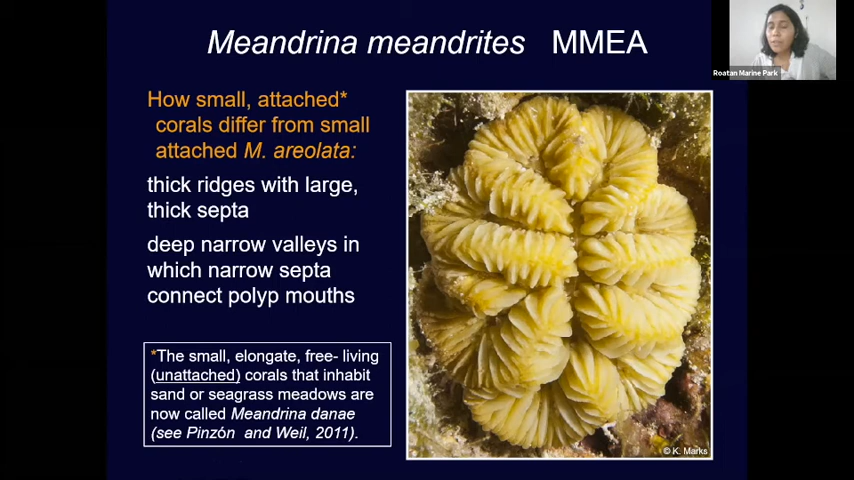 Meandrina meandrites MMEA
Roatan Marine Park
How small, attached*
corals differ from small
attached M. areolata:
thick ridges with large,
thick septa
deep narrow valleys in
which narrow septa
connect polyp mouths
*The small, elongate, free- living
(unattached) corals that inhabit
sand or seagrass meadows are
now called Meandrina danae
(see Pinzón and Weil, 2011).
© K. Marks